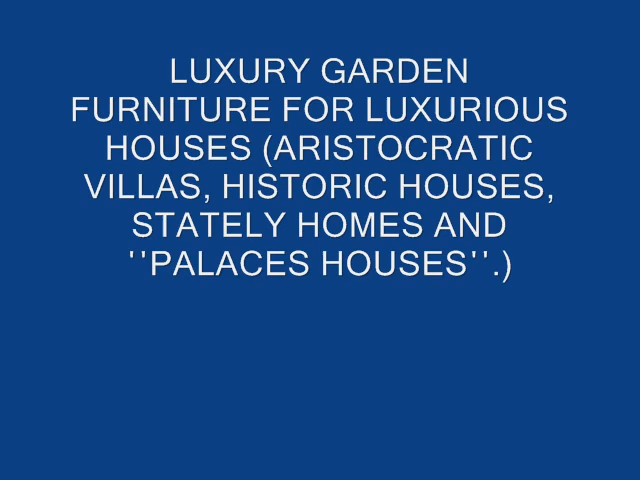 LUXURY GARDEN
FURNITURE FOR LUXURIOUS
HOUSES (ARISTOCRATIC
VILLAS, HISTORIC HOUSES,
STATELY HOMES AND
''PALACES HOUSES''.)